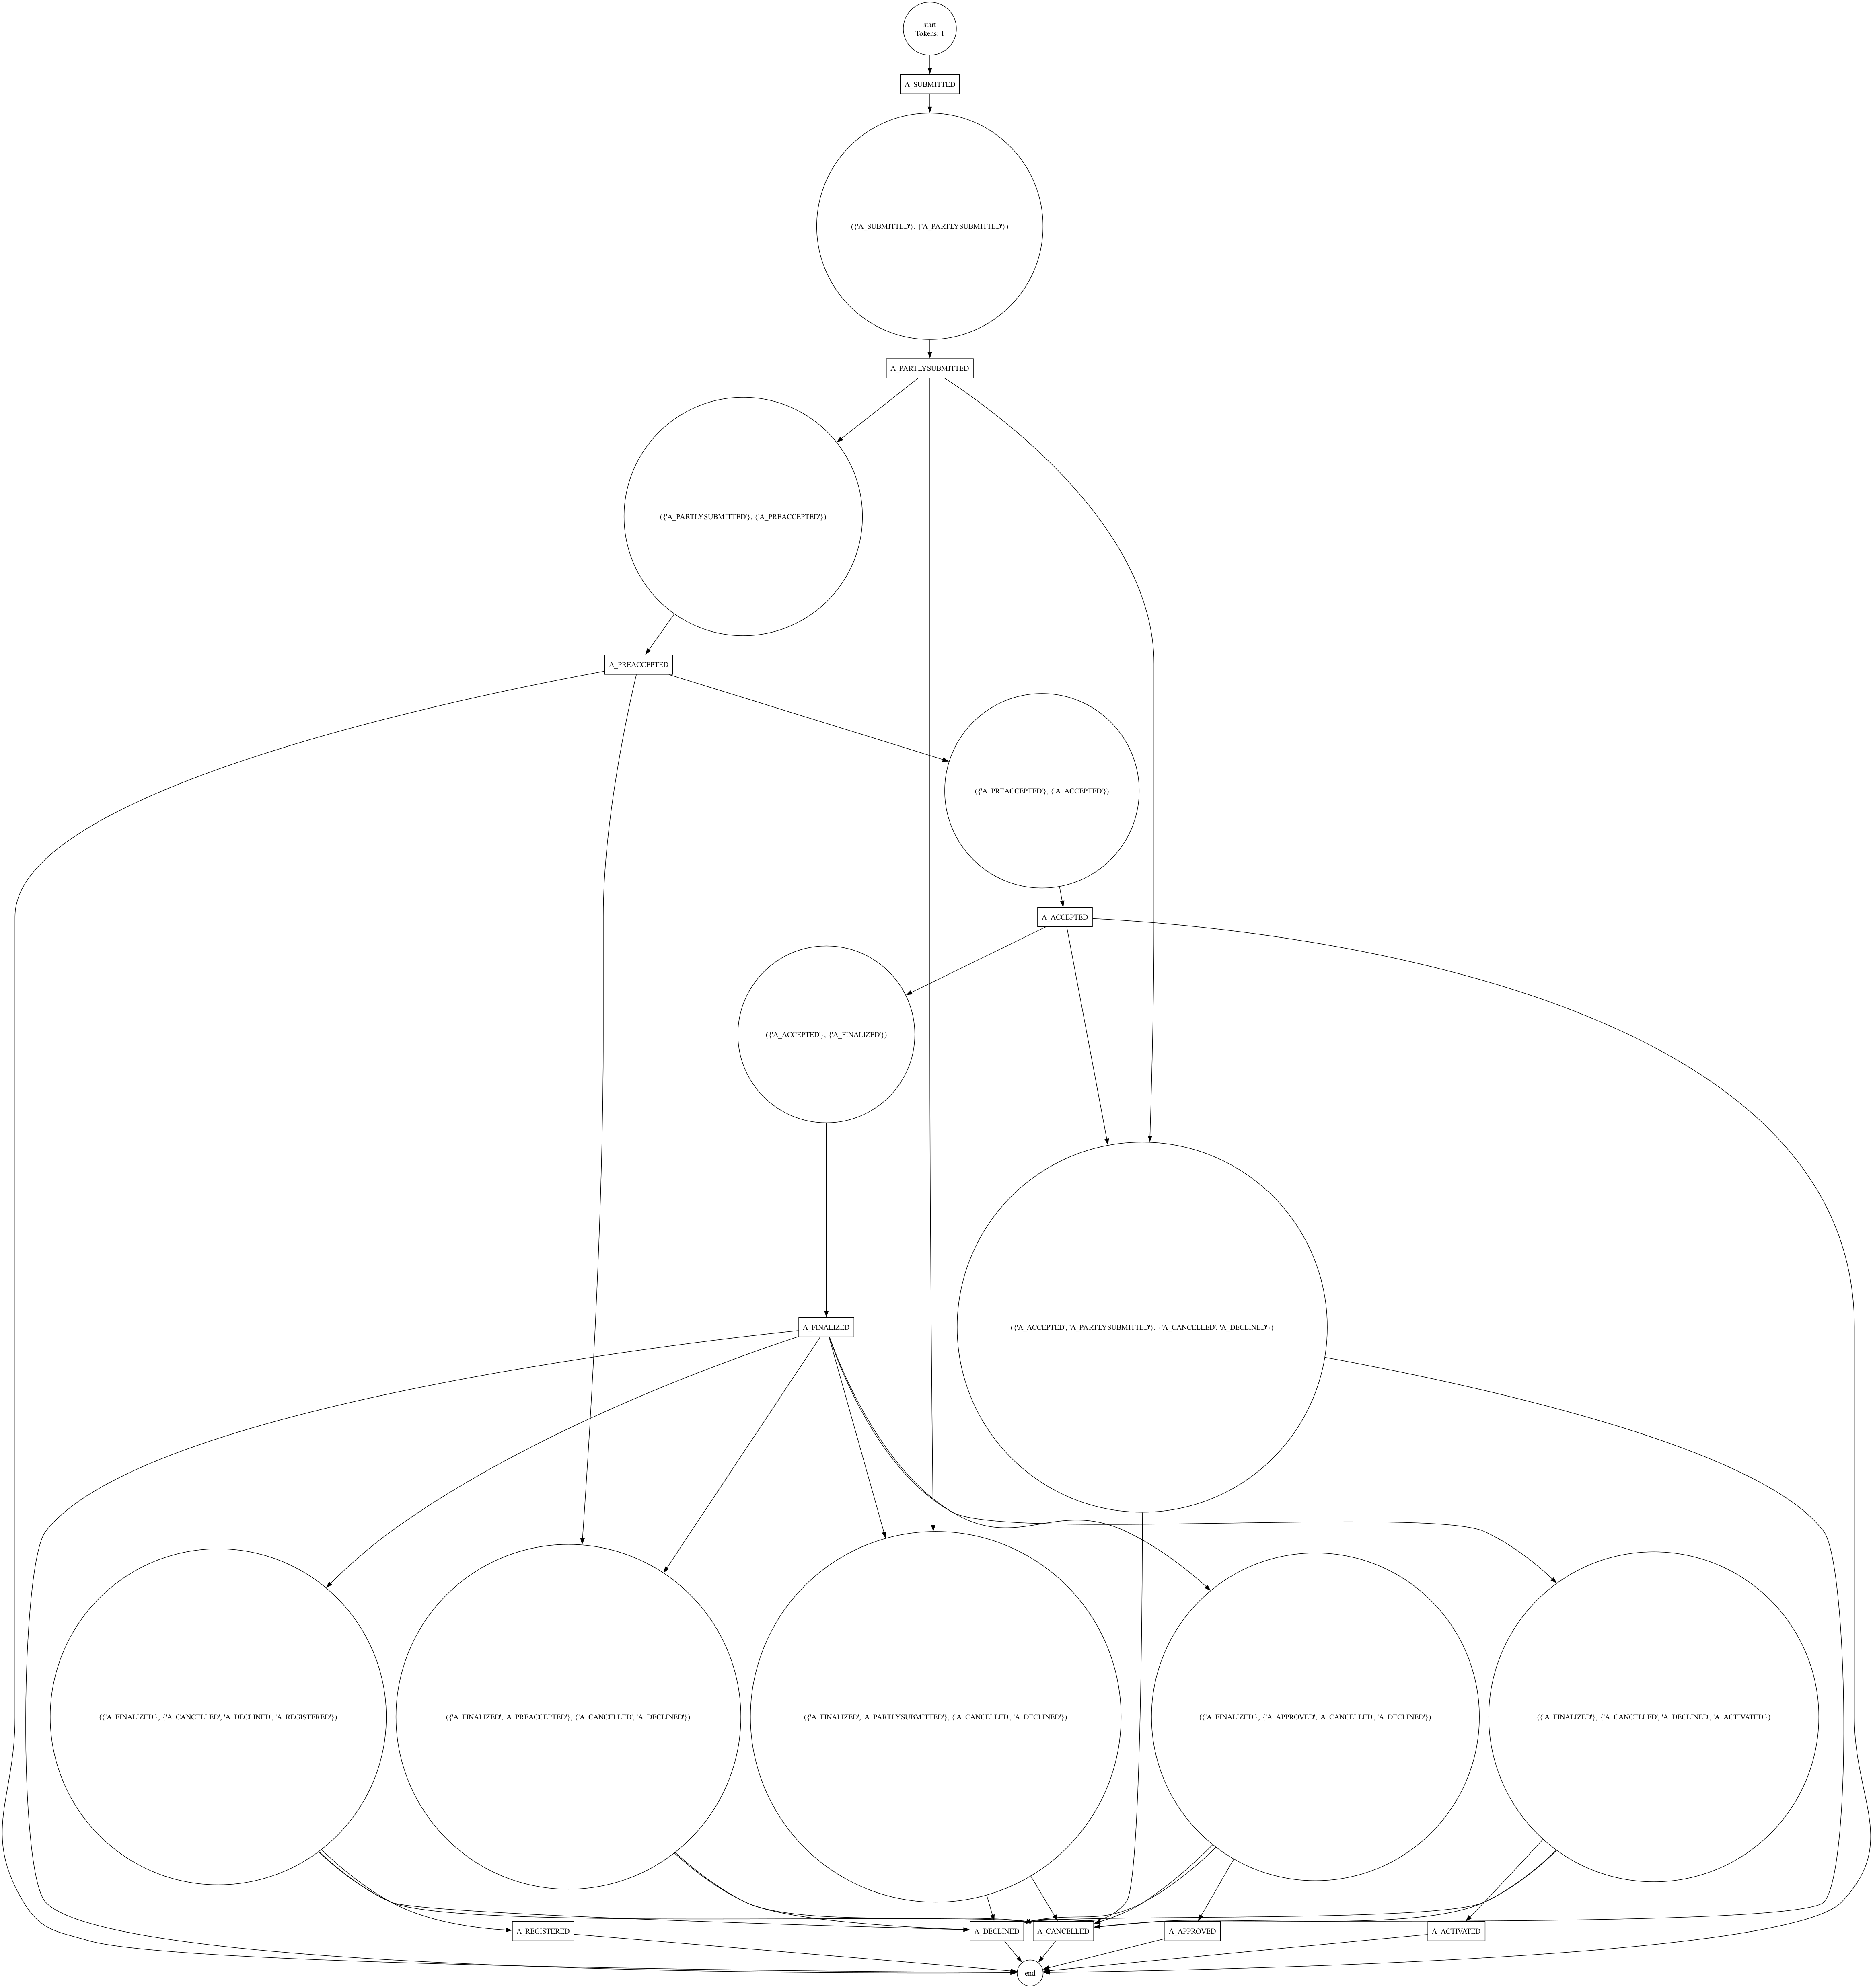 start
Tokens: 1
A_SUBMITTED
({'A_SUBMITTED'}, {'A_PARTLYSUBMITTED'})
A_PARTLYSUBMITTED
({'A_PARTLYSUBMITTED'}, {'A_PREACCEPTED'})
A_PREACCEPTED
({'A_PREACCEPTED'}, {'A_ACCEPTED'})
A_ACCEPTED
({'A_ACCEPTED'}, {'A_FINALIZED'})
A_FINALIZED
({'A_ACCEPTED', 'A_PARTLYSUBMITTED'}, {'A_CANCELLED', 'A_DECLINED'})
({'A_FINALIZED'}, {'A_CANCELLED', 'A_DECLINED', 'A_REGISTERED'})
({'A_FINALIZED', 'A_PREACCEPTED'}, {'A_CANCELLED', 'A_DECLINED'})
({'A_FINALIZED', 'A_PARTLYSUBMITTED'}, {'A_CANCELLED', 'A_DECLINED'})
({'A_FINALIZED'}, {'A_APPROVED', 'A_CANCELLED', 'A_DECLINED'})
({'A_FINALIZED'}, {'A_CANCELLED', 'A_DECLINED', 'A_ACTIVATED'})
A_REGISTERED
A_DECLINED
A_CANCELLED
A_APPROVED
A_ACTIVATED
end